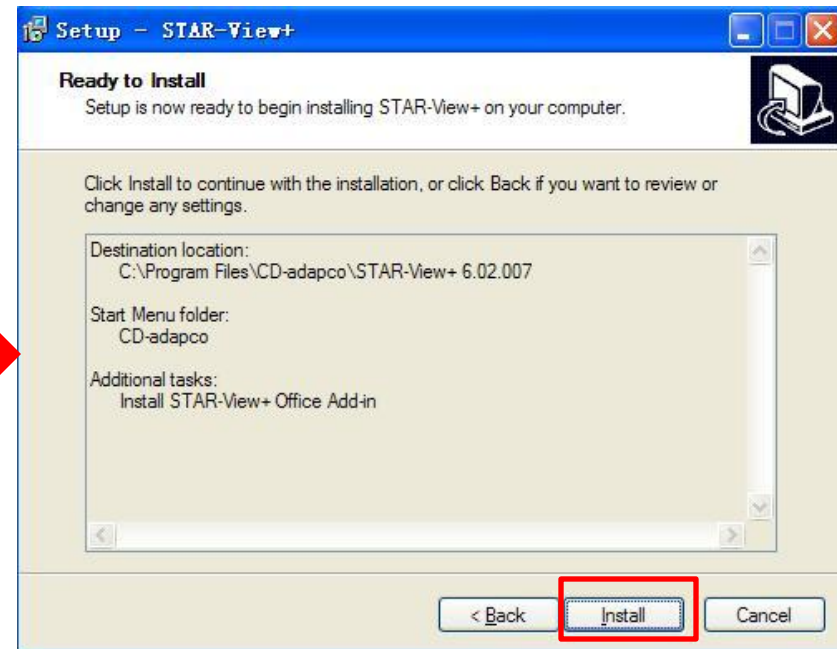 Setup - STAR-View+
Ready to Install
Setup is now ready to begin installing STAR-View+ on your computer.
Click Install to continue with the installation, or click Back if you want to review or
change any settings.
Destination location:
C:\Program Files\CD-adapco\STAR-View+ 6.02.007
Start Menu folder:
CD-adapco
Additional tasks:
Install STAR-View+ Office Add-in
< Back
Install
Cancel